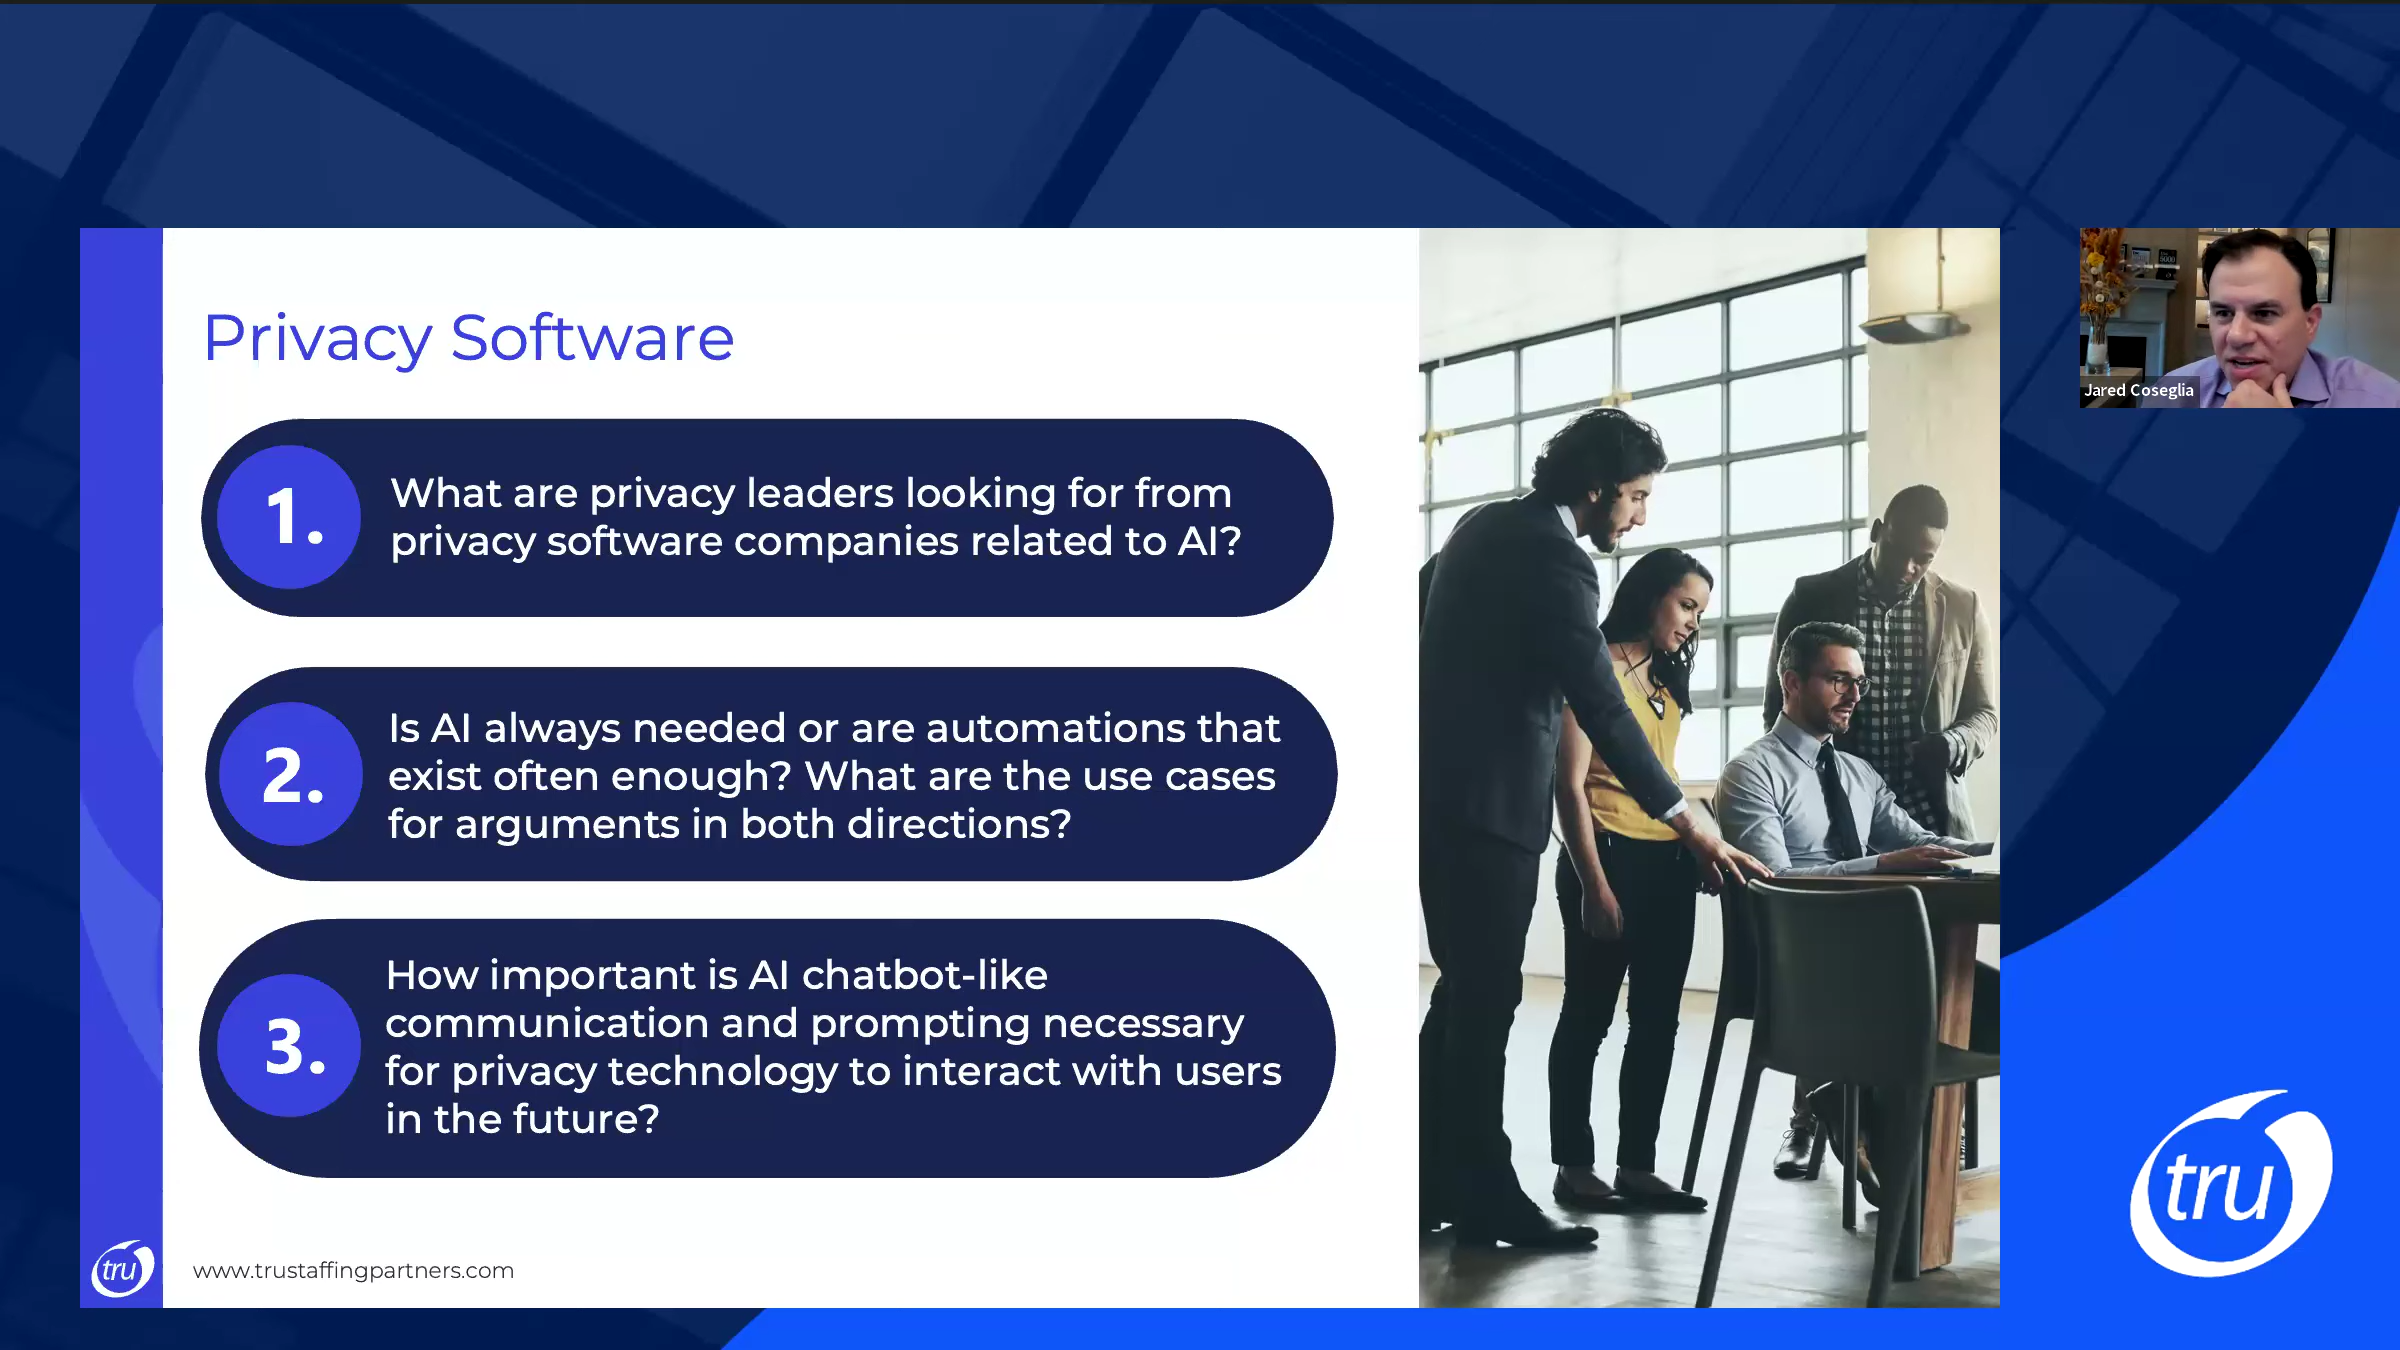 Privacy Software
1.
What are privacy leaders looking for from
privacy software companies related to AI?
2.
Is AI always needed or are automations that
exist often enough? What are the use cases
for arguments in both directions?
3.
How important is AI chatbot-like
communication and prompting necessary
for privacy technology to interact with users
in the future?
tru
www.trustaffingpartners.com
Jared Coseglia
tru